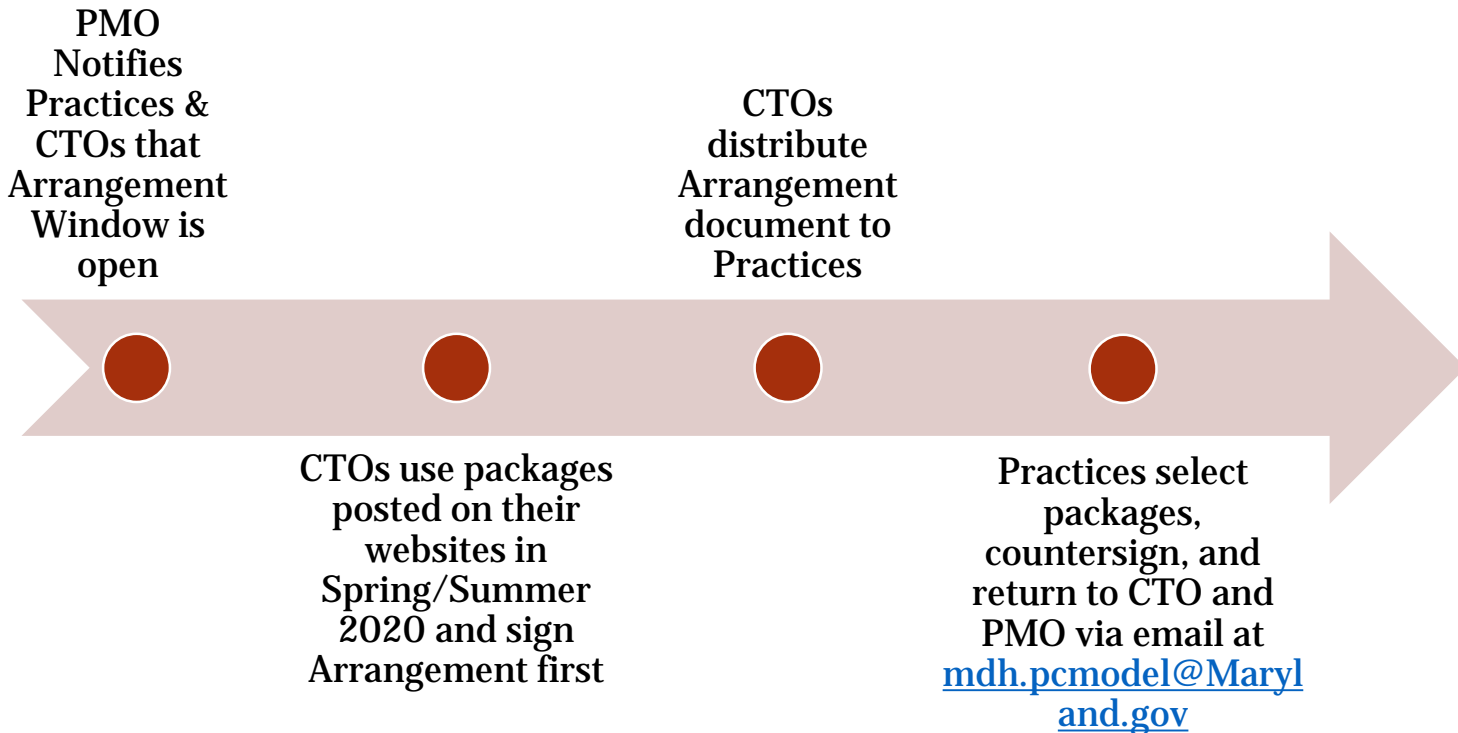 PMO
Notifies
Practices &
CTOs that
Arrangement
Window is
open
CTOs use packages
posted on their
websites in
Spring/Summer
2020 and sign
Arrangement first
CTOs
distribute
Arrangement
document to
Practices
Practices select
packages,
countersign, and
return to CTO and
PMO via email at
mdh.pcmodel@Maryl
and.gov